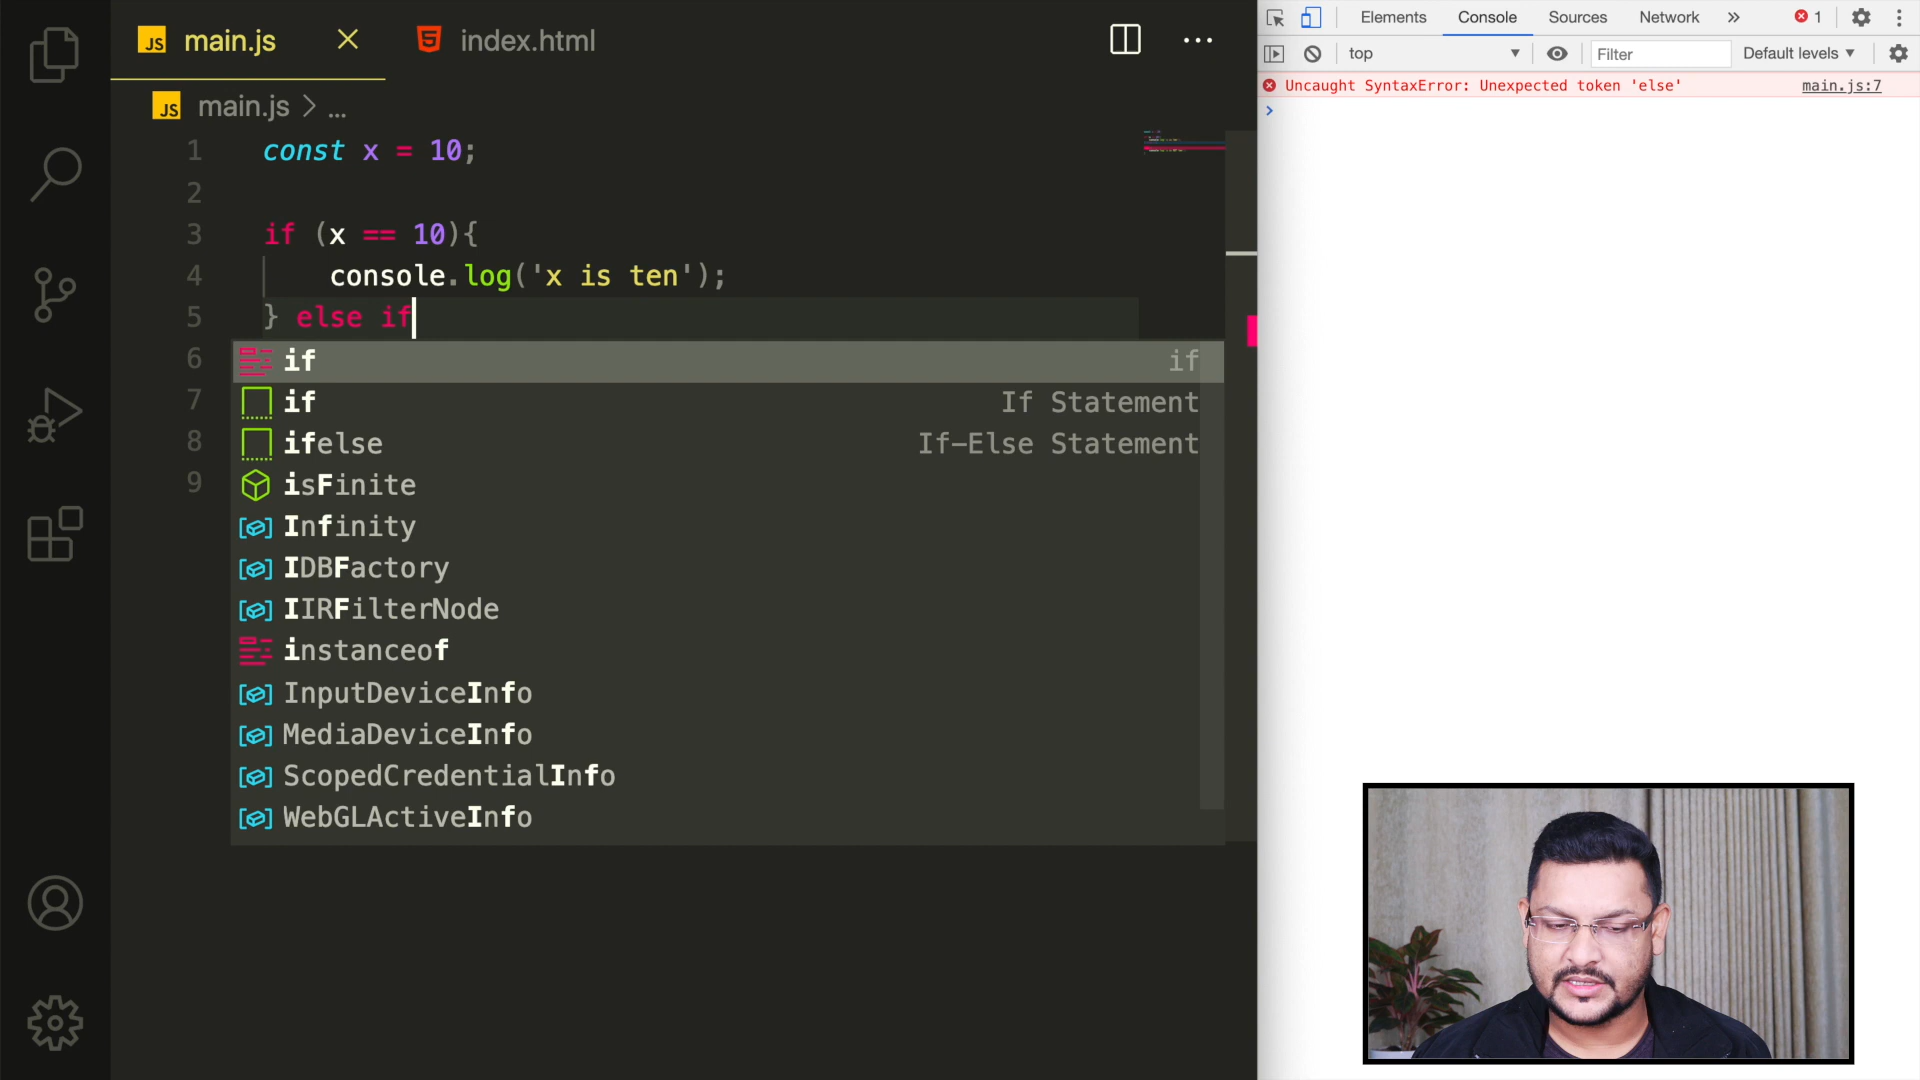 JS main.js
index.html
JS main.js > ...
1 const x = 10;
2
3 if (x == 10){
4 console.log('x is ten');
5 } else if
6
7
8
9
if if
if If Statement
ifelse If-Else Statement
isFinite
Infinity
IDBFactory
IIRFilterNode
instanceof
InputDeviceInfo
MediaDeviceInfo
ScopedCredentialInfo
WebGLActiveInfo
Elements Console Sources Network » 1
top Filter Default levels
Uncaught SyntaxError: Unexpected token 'else' main.js:7